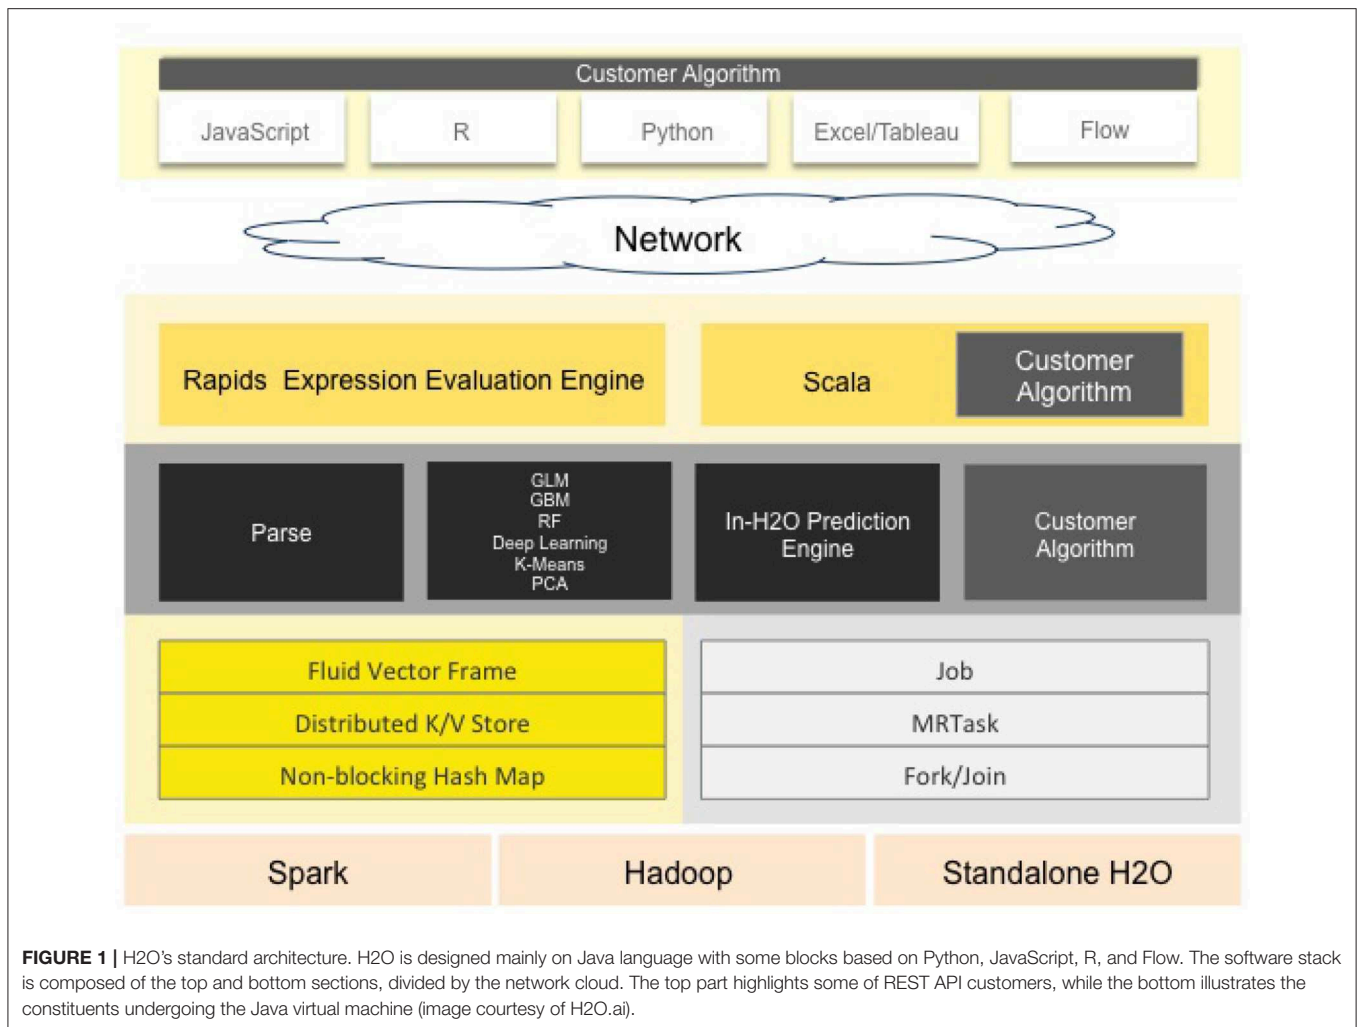 Customer Algorithm
JavaScript
R
Python
Excel/Tableau
Flow
Network
Rapids Expression Evaluation Engine
Scala
Customer
Algorithm
Parse
GLM
GBM
RF
Deep Learning
K-Means
PCA
In-H2O Prediction
Engine
Customer
Algorithm
Fluid Vector Frame
Distributed K/V Store
Non-blocking Hash Map
Job
MRTask
Fork/Join
Spark
Hadoop
Standalone H2O
FIGURE 1 | H2O's standard architecture. H2O is designed mainly on Java language with some blocks based on Python, JavaScript, R, and Flow. The software stack
is composed of the top and bottom sections, divided by the network cloud. The top part highlights some of REST API customers, while the bottom illustrates the
constituents undergoing the Java virtual machine (image courtesy of H2O.ai).